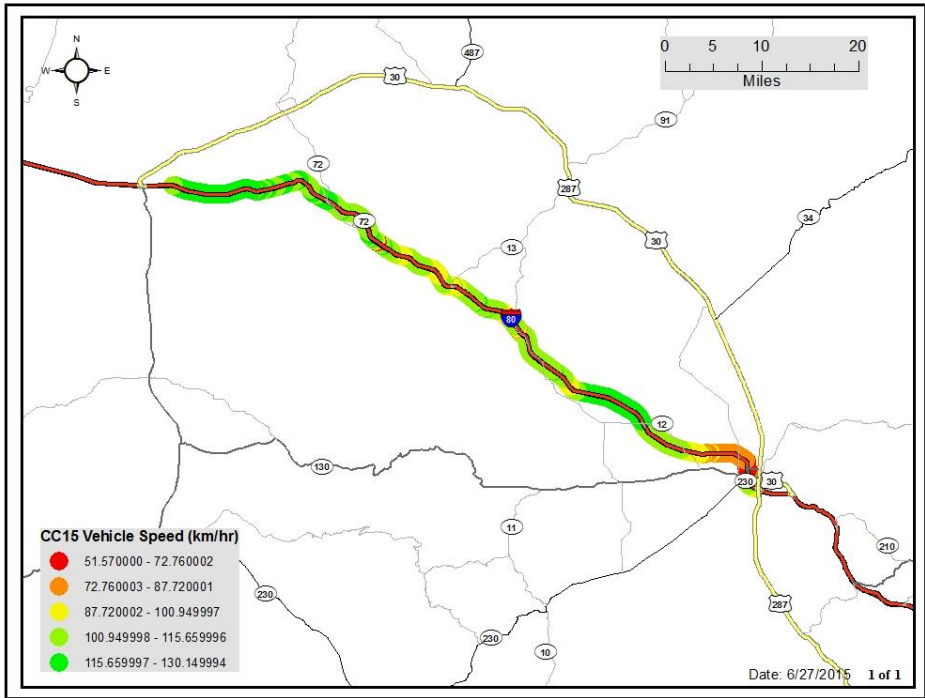 N
W E
S
0 5 10 20
Miles
487
30
91
72
287
72
34
30
13
80
12
130
230
30
11
210
230
287
230
10
CC15 Vehicle Speed (km/hr)
51.570000 - 72.760002
72.760003 - 87.720001
87.720002 - 100.949997
100.949998 - 115.659996
115.659997 - 130.149994
Date: 6/27/2015 1 of 1